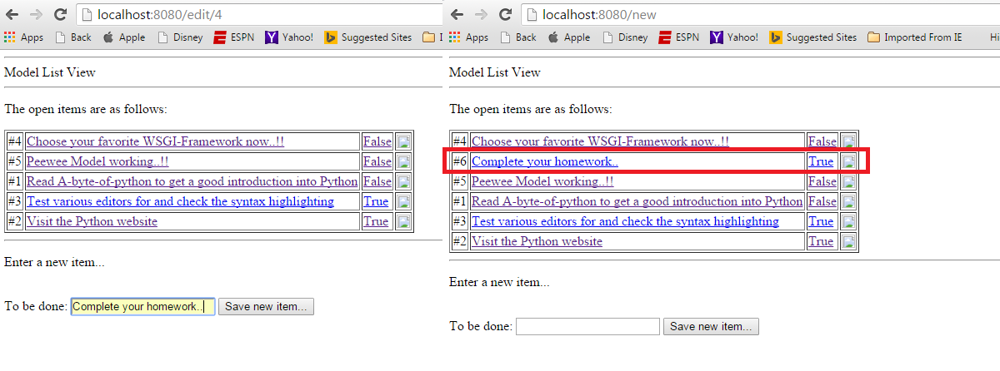 localhost:8080/edit/4
Apps Back Apple Disney ESPN Yahoo! Suggested Sites I
Model List View
The open items are as follows:
#4 Choose your favorite WSGI-Framework now..!! False
#5 Peewee Model working..!! False
#1 Read A-byte-of-python to get a good introduction into Python False
#3 Test various editors for and check the syntax highlighting True
#2 Visit the Python website True
Enter a new item...
To be done: Complete your homework.. Save new item...
localhost:8080/new
Apps Back Apple Disney ESPN Yahoo! Suggested Sites Imported From IE Hi
Model List View
The open items are as follows:
#4 Choose your favorite WSGI-Framework now..!! False
#6 Complete your homework.. True
#5 Peewee Model working..!! False
#1 Read A-byte-of-python to get a good introduction into Python False
#3 Test various editors for and check the syntax highlighting True
#2 Visit the Python website True
Enter a new item...
To be done: Save new item...